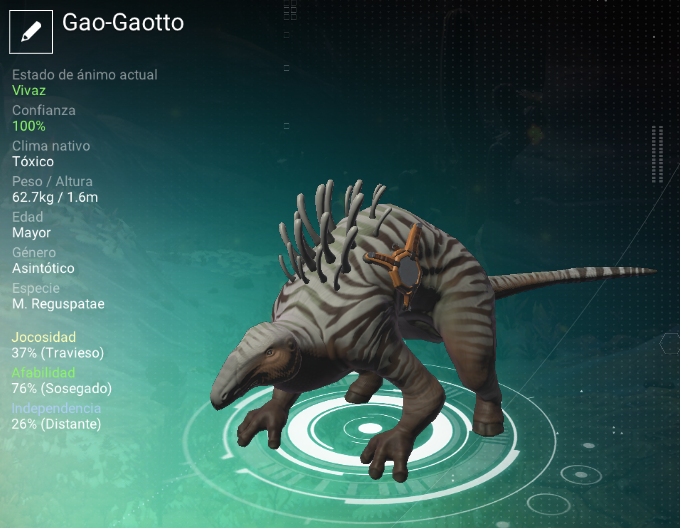 Gao-Gaotto
Estado de ánimo actual
Vivaz
Confianza
100%
Clima nativo
Tóxico
Peso / Altura
62.7kg / 1.6m
Edad
Mayor
Género
Asintótico
Especie
M. Reguspatae
Jocosidad
37% (Travieso)
Afabilidad
76% (Sosegado)
Independencia
26% (Distante)